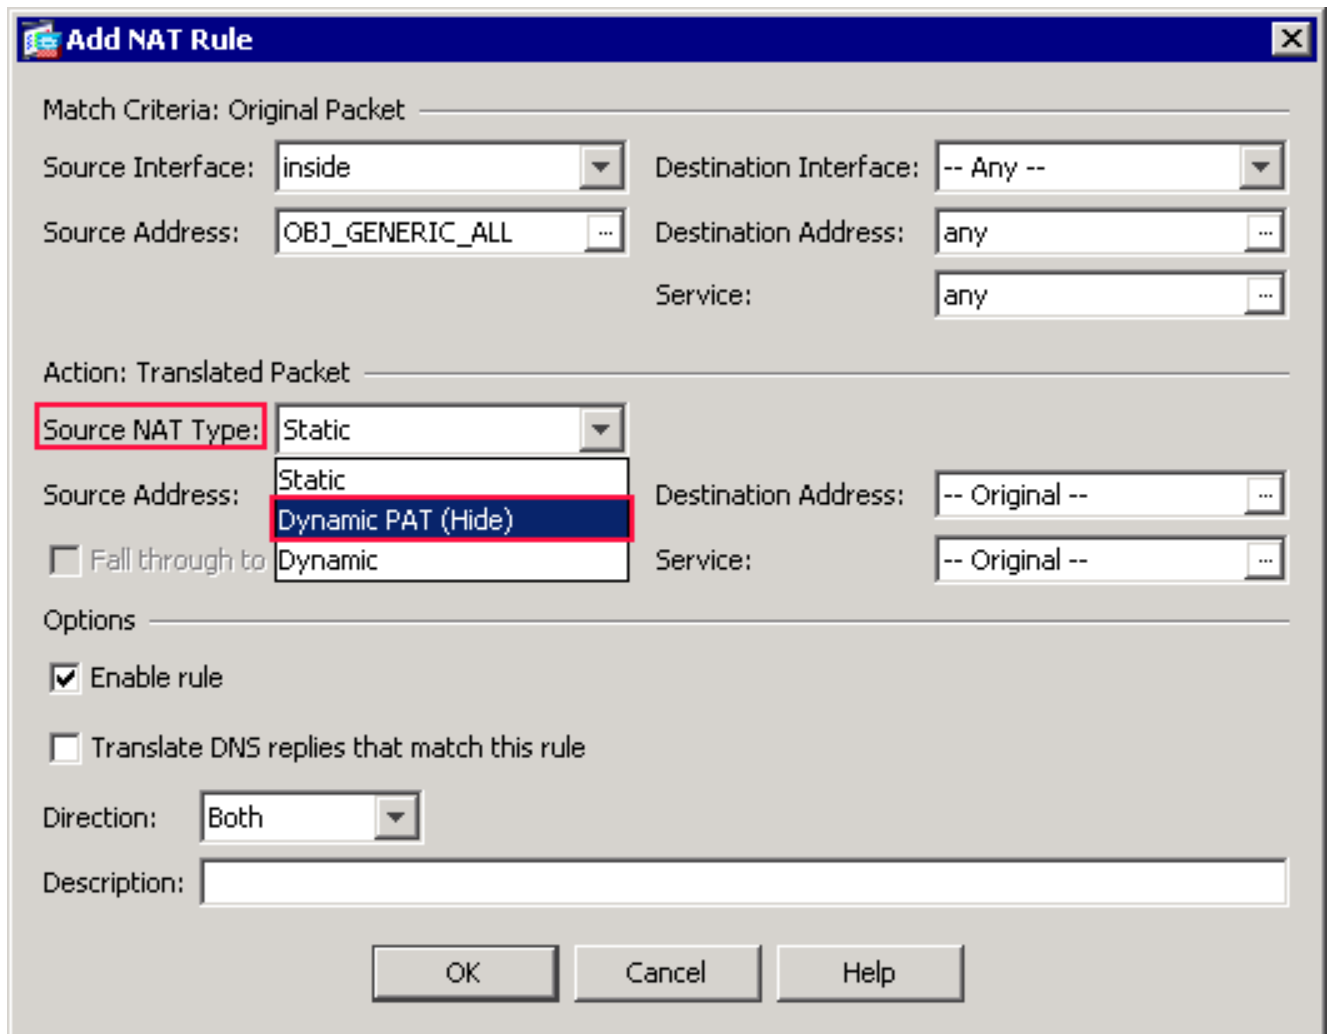 Add NAT Rule
Match Criteria: Original Packet
Source Interface: inside Destination Interface: -- Any --
Source Address: OBJ_GENERIC_ALL ... Destination Address: any ...
Service: any ...
Action: Translated Packet
Source NAT Type: Static
Static
Source Address: Destination Address: -- Original -- ...
Dynamic PAT (Hide)
Fall through to Dynamic Service: -- Original -- ...
Options
Enable rule
Translate DNS replies that match this rule
Direction: Both
Description:
OK Cancel Help